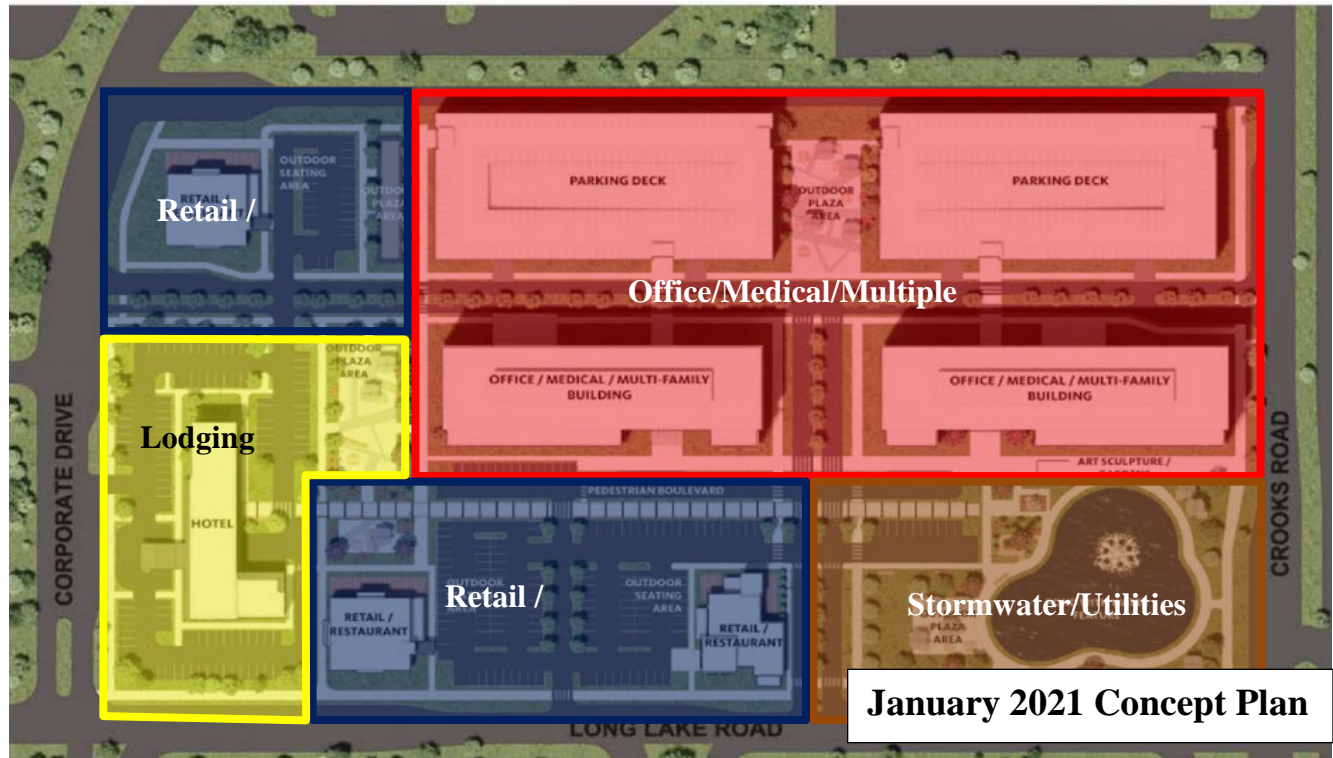 OUTDOOR
SEATING
AREA
RETAIL /
Retail /
OUTDOOR
PLAZA
AREA
PARKING DECK
OUTDOOR
PLAZA
AREA
PARKING DECK
Office/Medical/Multiple
OFFICE / MEDICAL / MULTI-FAMILY
BUILDING
OFFICE / MEDICAL / MULTI-FAMILY
BUILDING
ART SCULPTURE /
OUTDOOR
PLAZA
AREA
Lodging
HOTEL
CORPORATE DRIVE
CROOKS ROAD
PEDESTRIAN BOULEVARD
RETAIL /
RESTAURANT
OUTDOOR
AREA
Retail /
OUTDOOR
SEATING
AREA
RETAIL /
RESTAURANT
Stormwater/Utilities
PLAZA
AREA
FEATURE
January 2021 Concept Plan
LONG LAKE ROAD